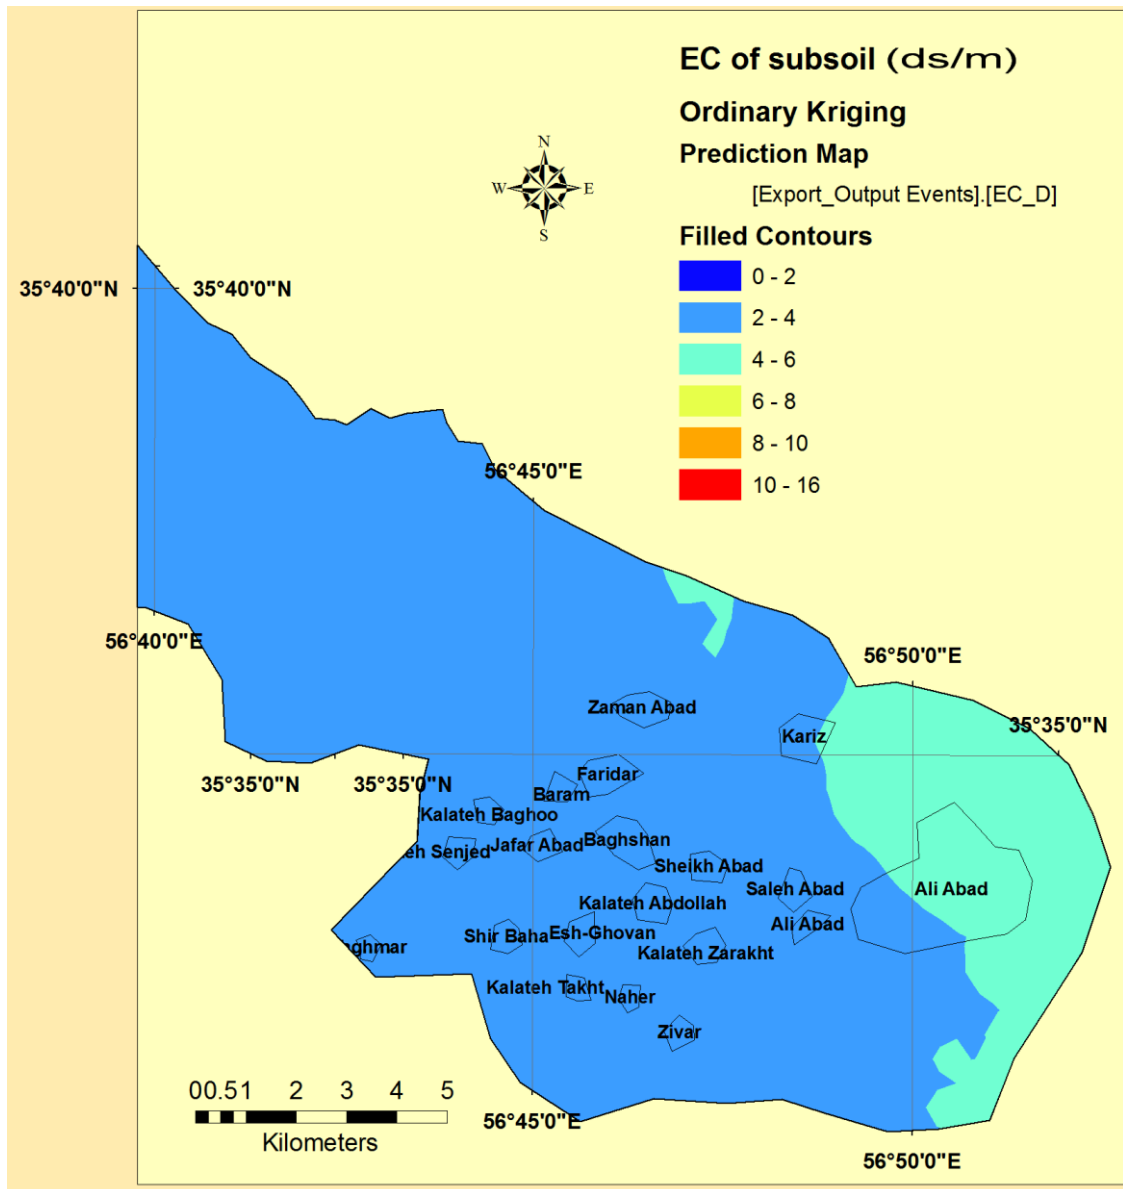 EC of subsoil (ds/m)
Ordinary Kriging
Prediction Map
[Export_Output Events].[EC_D]
Filled Contours
0 - 2
2 - 4
4 - 6
6 - 8
8 - 10
10 - 16
N
W
E
S
35°40'0"N
35°40'0"N
56°45'0"E
56°40'0"E
56°50'0"E
35°35'0"N
35°35'0"N
35°35'0"N
Zaman Abad
Kariz
Faridar
Baram
Kalateh Baghoo
eh Senjed
Jafar Abad
Baghshan
Sheikh Abad
Saleh Abad
Ali Abad
Kalateh Abdollah
Ali Abad
Shir Baha
Esh-Ghovan
Kalateh Zarakht
ghmar
Kalateh Takht
Naher
Zivar
0 0.5 1 2 3 4 5
Kilometers
56°45'0"E
56°50'0"E